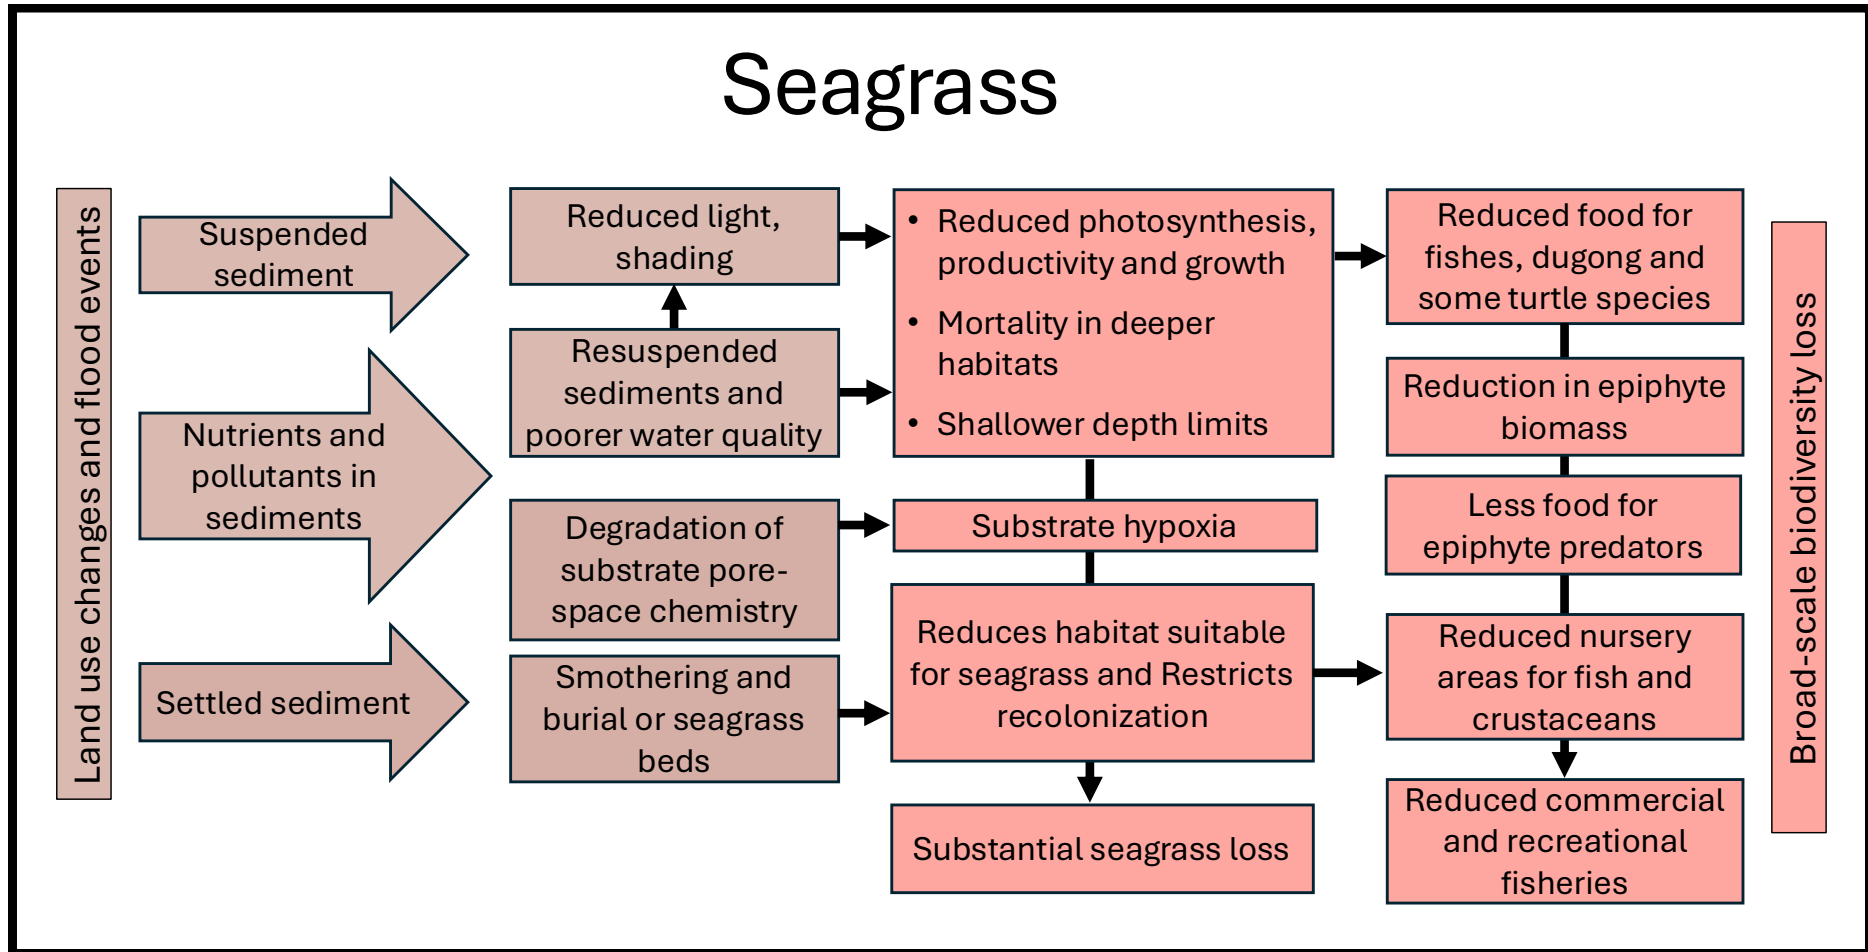 Seagrass
Land use changes and flood events
Suspended
sediment
Nutrients and
pollutants in
sediments
Settled sediment
Reduced light,
shading
Resuspended
sediments and
poorer water quality
Degradation of
substrate pore-
space chemistry
Smothering and
burial or seagrass
beds
• Reduced photosynthesis,
productivity and growth
• Mortality in deeper
habitats
• Shallower depth limits
Substrate hypoxia
Reduces habitat suitable
for seagrass and Restricts
recolonization
Substantial seagrass loss
Reduced food for
fishes, dugong and
some turtle species
Reduction in epiphyte
biomass
Less food for
epiphyte predators
Reduced nursery
areas for fish and
crustaceans
Reduced commercial
and recreational
fisheries
Broad-scale biodiversity loss